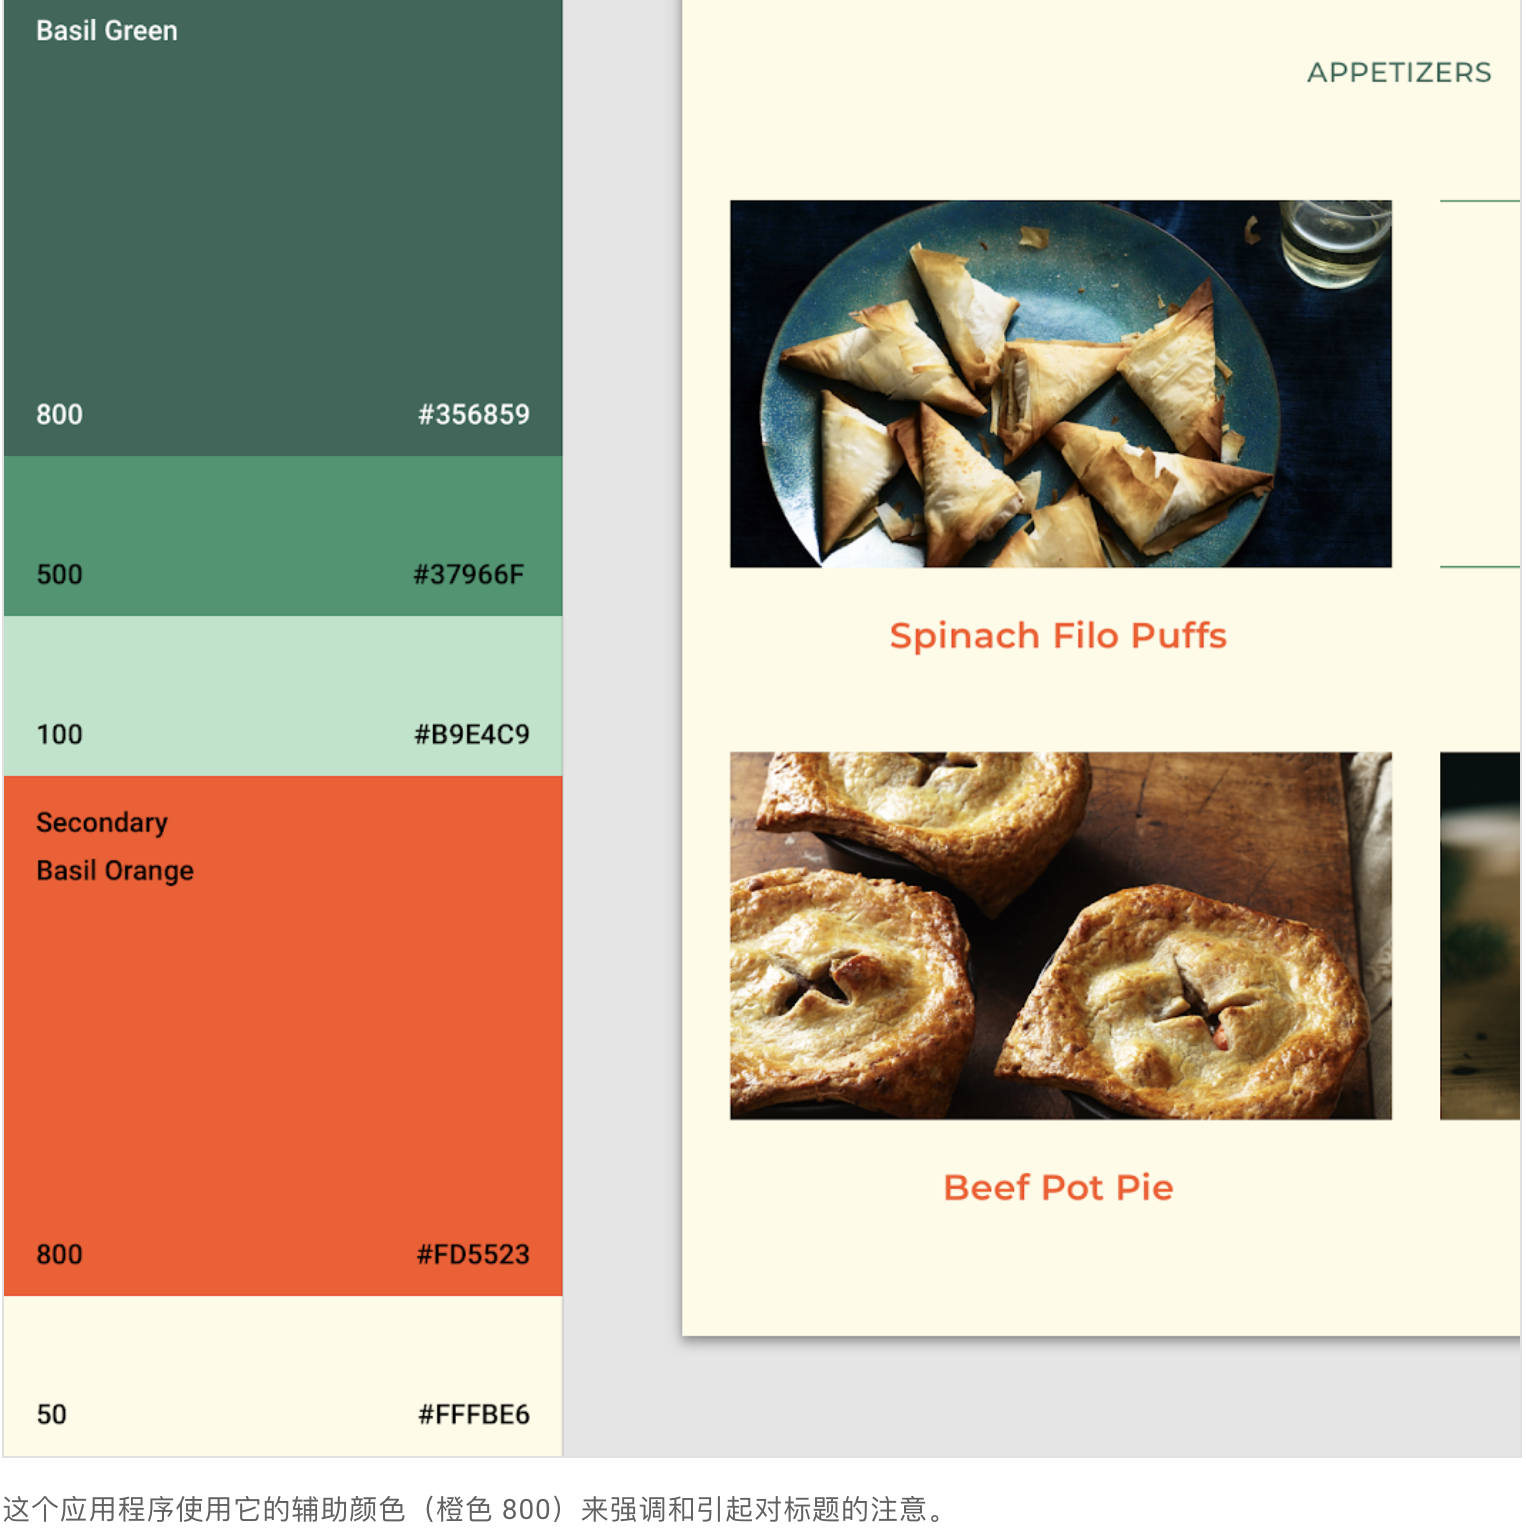 Basil Green
800 #356859
500 #37966F
100 #B9E4C9
Secondary
Basil Orange
800 #FD5523
50 #FFFBE6
APPETIZERS
Spinach Filo Puffs
Beef Pot Pie
这个应用程序使用它的辅助颜色（橙色 800）来强调和引起对标题的注意。